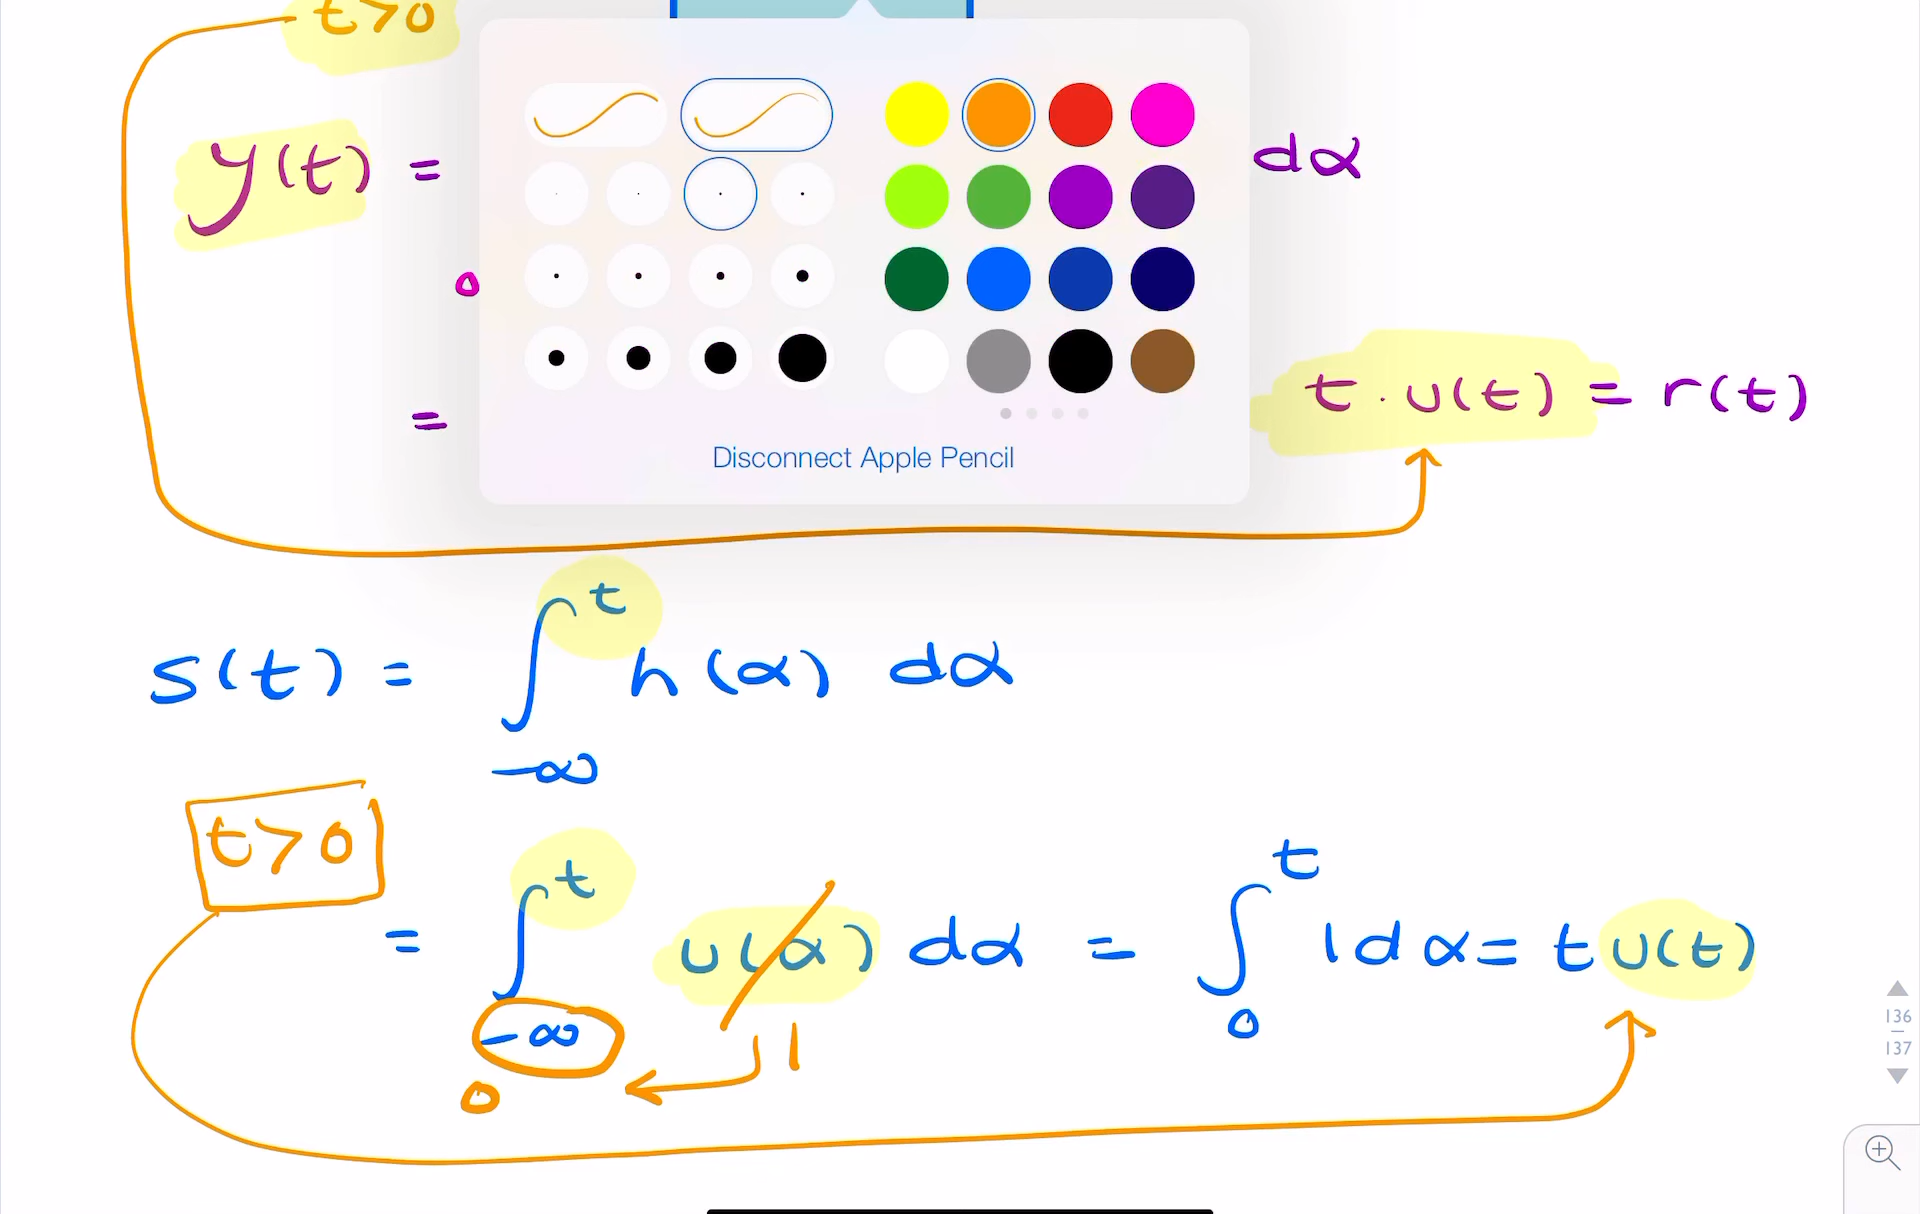 t>0
y(t) = dα
0
= t.u(t) = r(t)
Disconnect Apple Pencil
s(t) = ∫ t -∞ h(α) dα
t>0
= ∫ t -∞ u(α) dα = ∫ t 0 1 dα = t u(t)
0 1
136
137